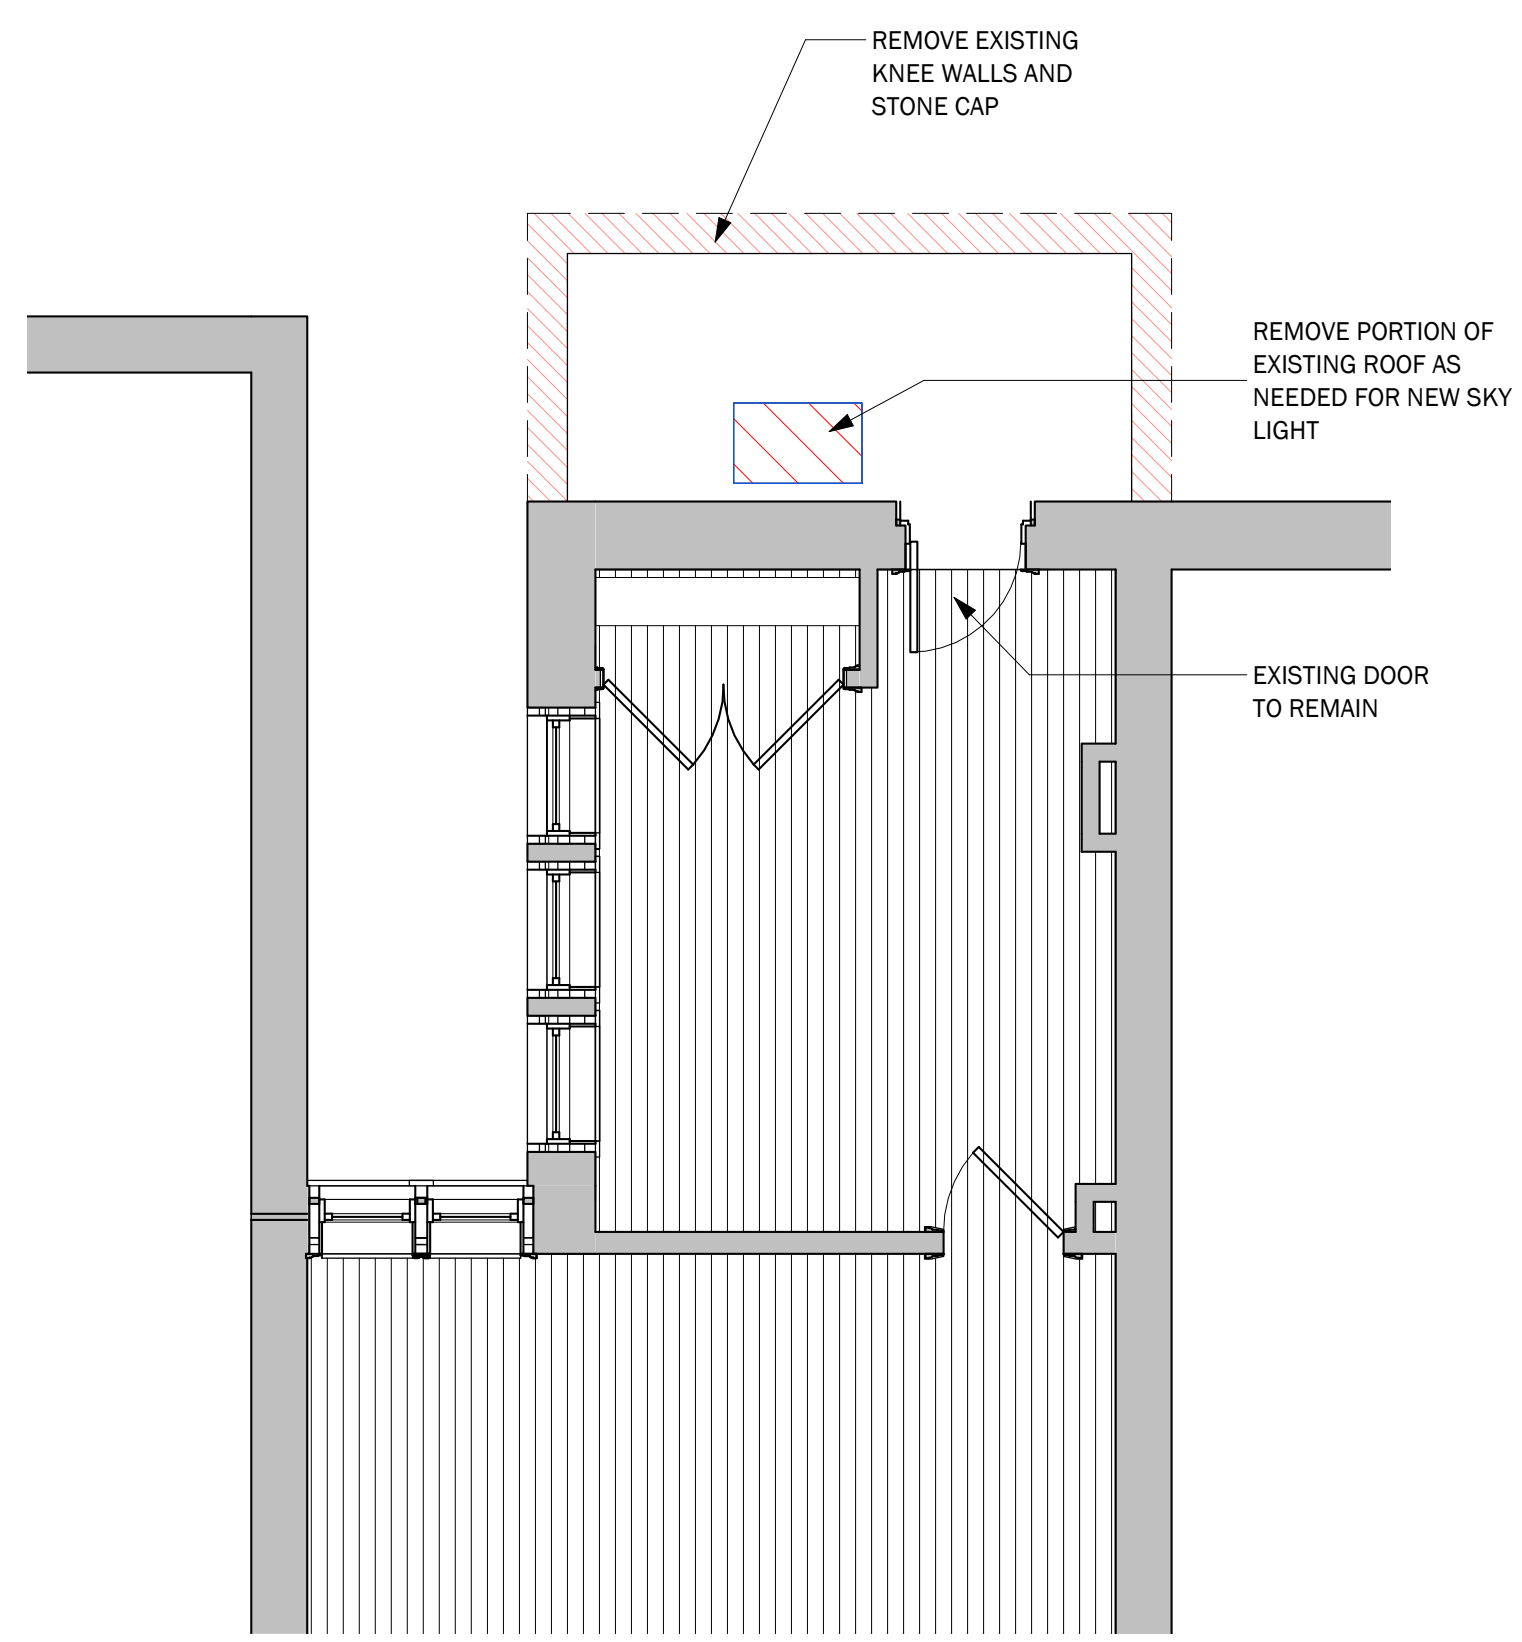 REMOVE EXISTING
KNEE WALLS AND
STONE CAP
REMOVE PORTION OF
EXISTING ROOF AS
NEEDED FOR NEW SKY
LIGHT
EXISTING DOOR
TO REMAIN